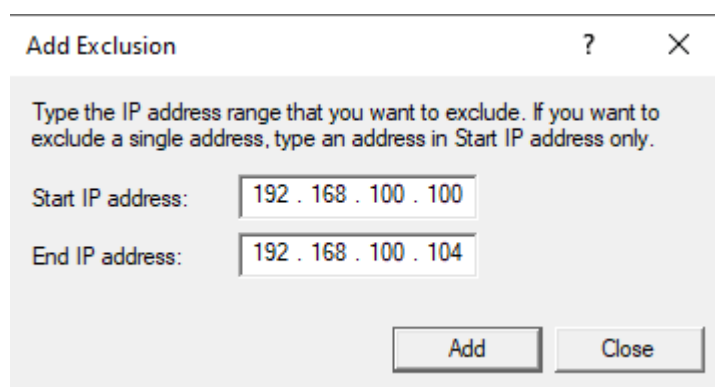 Add Exclusion ? ×
Type the IP address range that you want to exclude. If you want to
exclude a single address, type an address in Start IP address only.
Start IP address: 192 . 168 . 100 . 100
End IP address: 192 . 168 . 100 . 104
Add Close